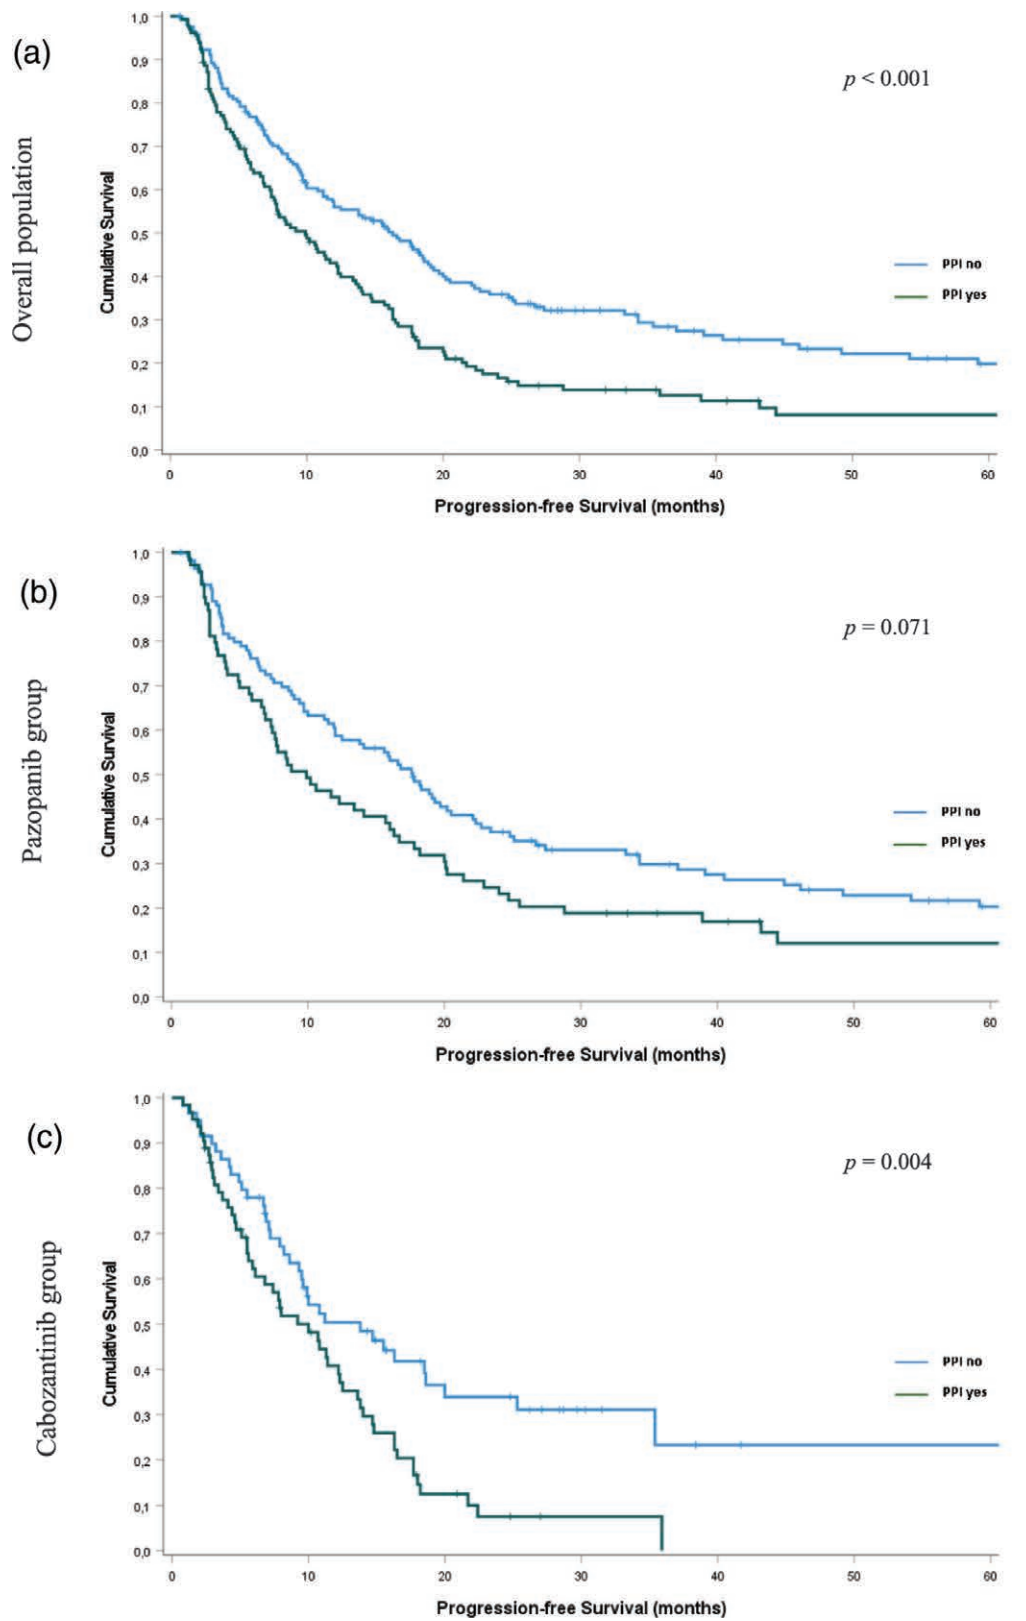 (a)
Overall population
Cumulative Survival
1,0
0,9
0,8
0,7
0,6
0,5
0,4
0,3
0,2
0,1
0,0
p < 0.001
PPI no
PPI yes
0 10 20 30 40 50 60
Progression-free Survival (months)
(b)
Pazopanib group
Cumulative Survival
1,0
0,9
0,8
0,7
0,6
0,5
0,4
0,3
0,2
0,1
0,0
p = 0.071
PPI no
PPI yes
0 10 20 30 40 50 60
Progression-free Survival (months)
(c)
Cabozantinib group
Cumulative Survival
1,0
0,9
0,8
0,7
0,6
0,5
0,4
0,3
0,2
0,1
0,0
p = 0.004
PPI no
PPI yes
0 10 20 30 40 50 60
Progression-free Survival (months)